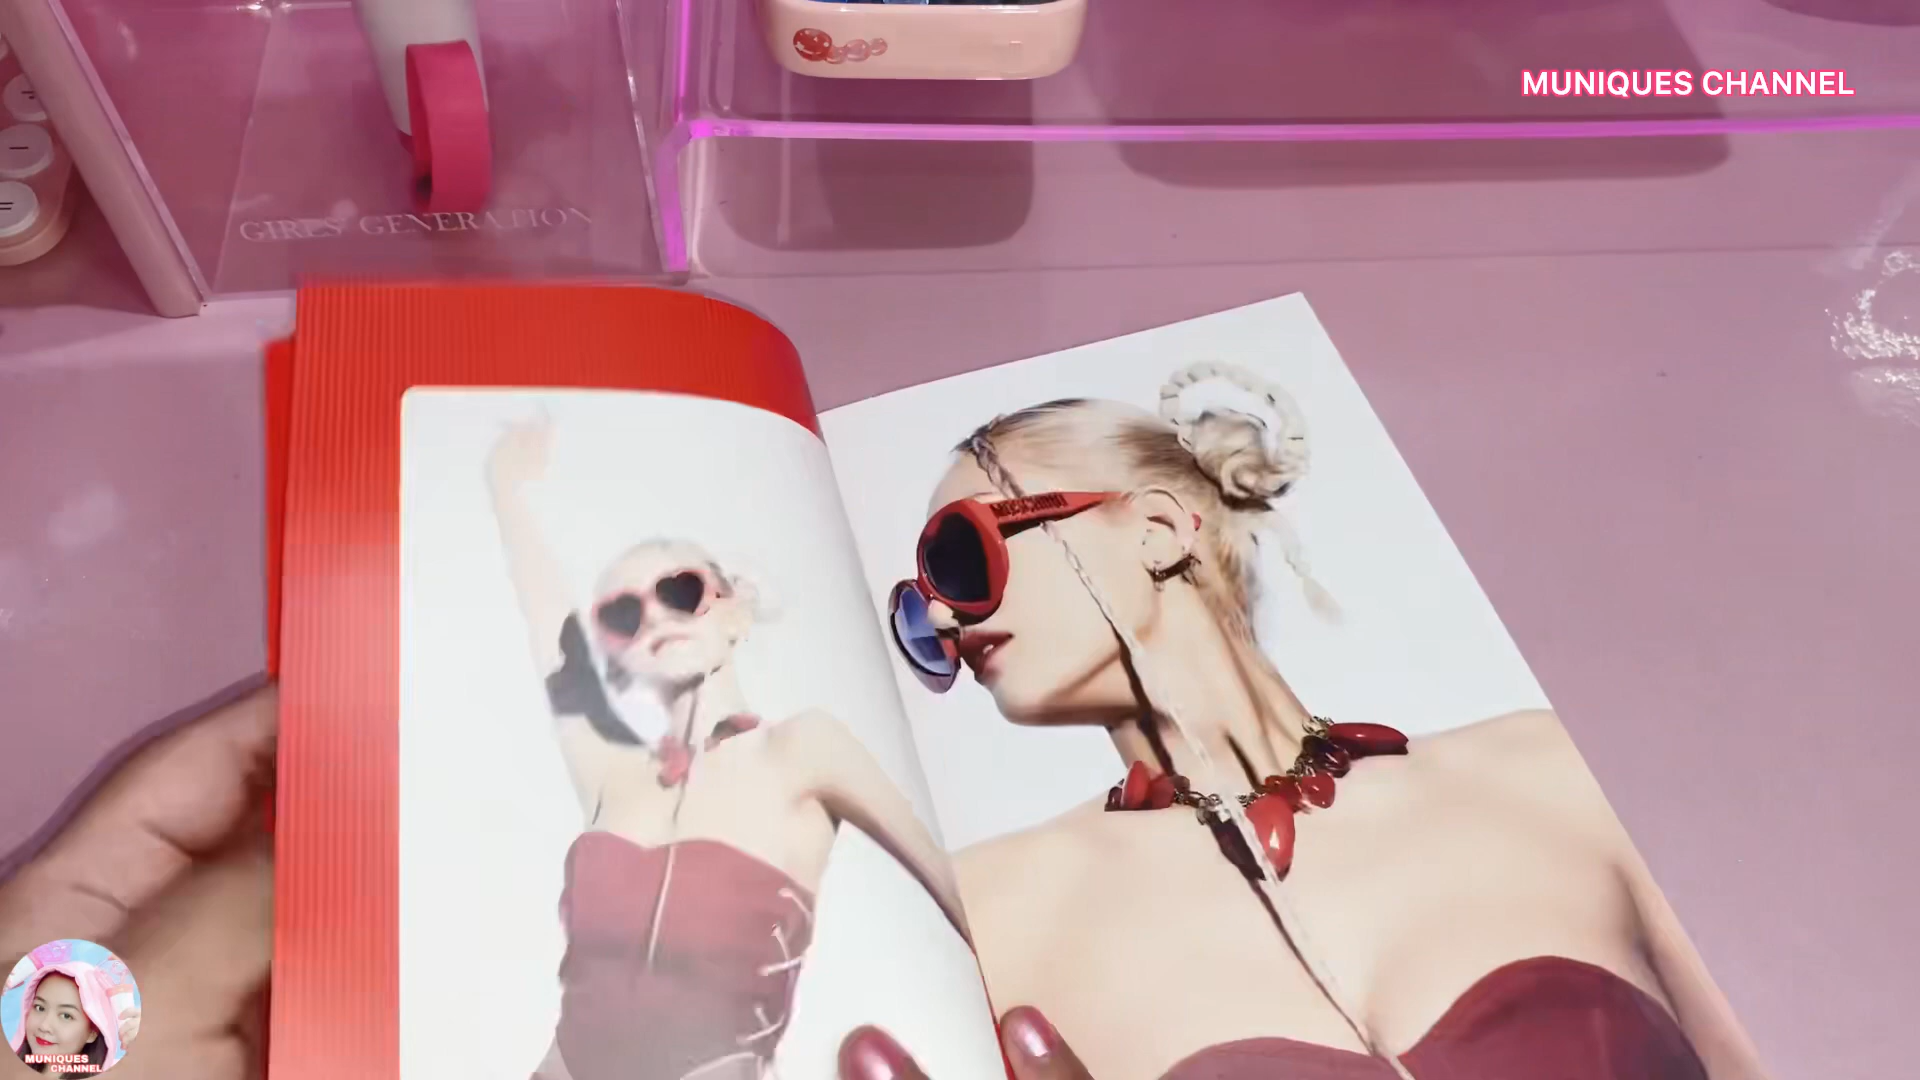 MUNIQUES CHANNEL
GIRLS' GENERATION
MOSCHINO
MUNIQUES
CHANNEL